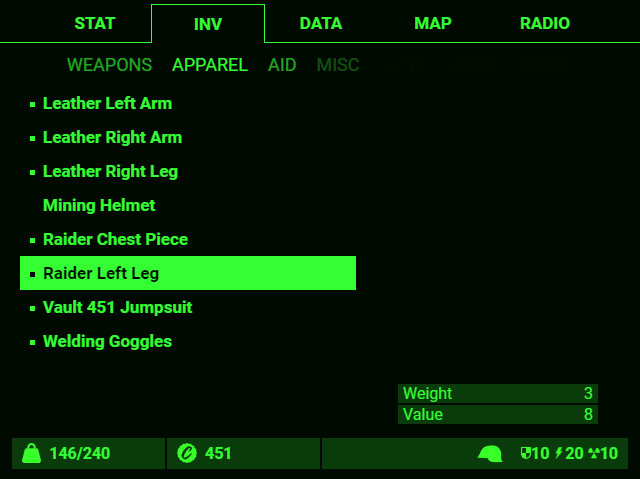 STAT INV DATA MAP RADIO
WEAPONS APPAREL AID MISC
Leather Left Arm
Leather Right Arm
Leather Right Leg
Mining Helmet
Raider Chest Piece
Raider Left Leg
Vault 451 Jumpsuit
Welding Goggles
Weight 3
Value 8
146/240 451 10 20 10